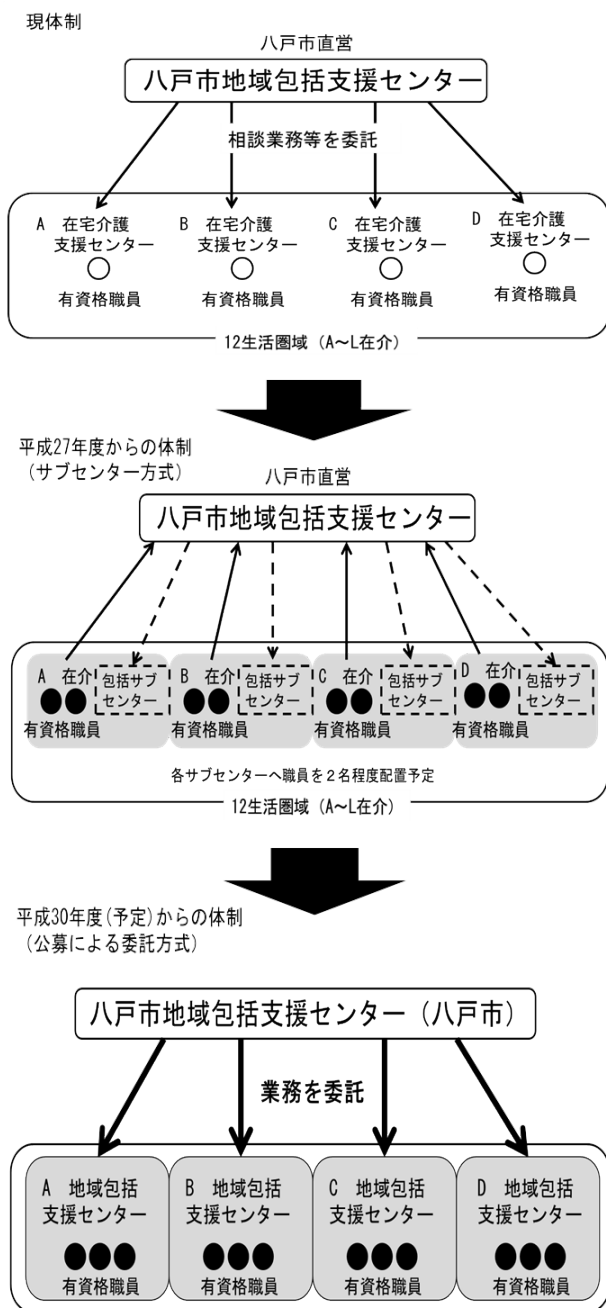 現体制
八戸市直営
八戸市地域包括支援センター
相談業務等を委託
A 在宅介護
支援センター
有資格職員
B 在宅介護
支援センター
有資格職員
C 在宅介護
支援センター
有資格職員
D 在宅介護
支援センター
有資格職員
12生活圏域（A～L在介）
平成27年度からの体制
（サブセンター方式）
八戸市直営
八戸市地域包括支援センター
A 在介
有資格職員
包括サブ
センター
B 在介
有資格職員
包括サブ
センター
C 在介
有資格職員
包括サブ
センター
D 在介
有資格職員
包括サブ
センター
各サブセンターへ職員を２名程度配置予定
12生活圏域（A～L在介）
平成30年度(予定)からの体制
（公募による委託方式）
八戸市地域包括支援センター（八戸市）
業務を委託
A 地域包括
支援センター
有資格職員
B 地域包括
支援センター
有資格職員
C 地域包括
支援センター
有資格職員
D 地域包括
支援センター
有資格職員